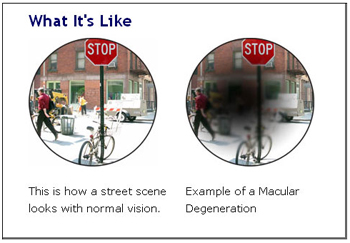 What It's Like
STOP
STOP
This is how a street scene
looks with normal vision.
Example of a Macular
Degeneration